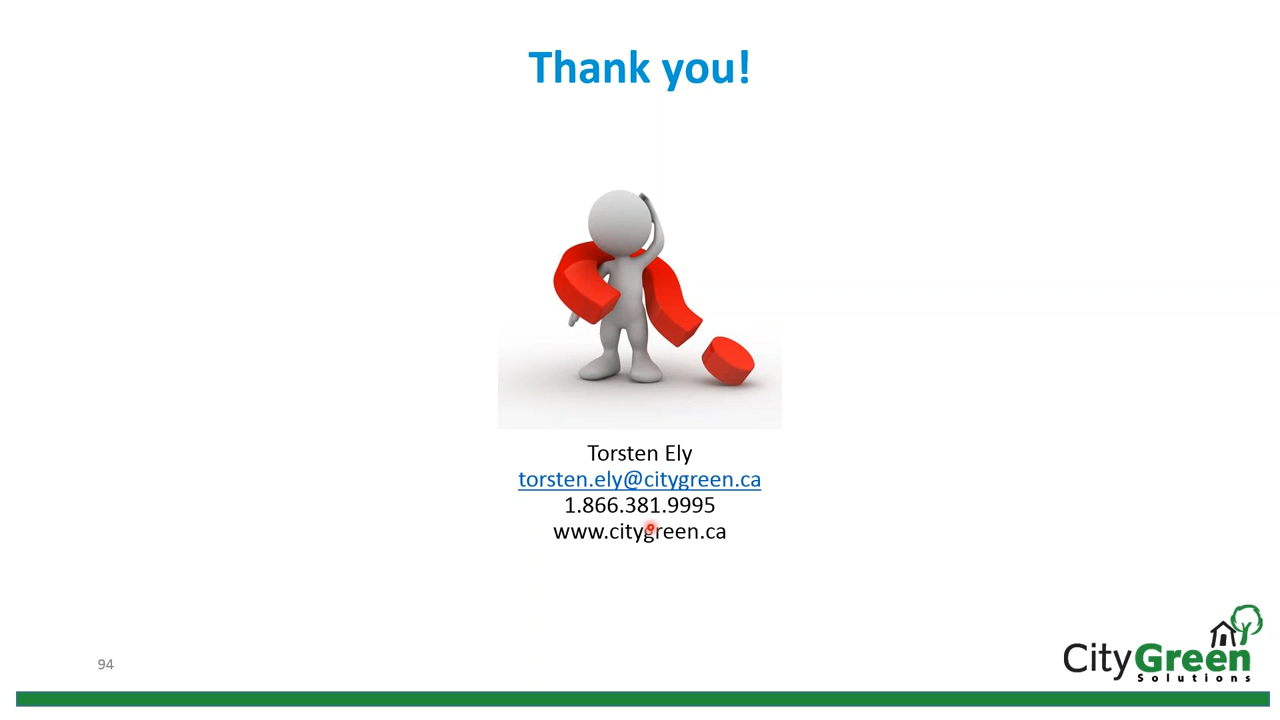 Thank you!
Torsten Ely
torsten.ely@citygreen.ca
1.866.381.9995
www.citygreen.ca
94
CityGreen
Solutions